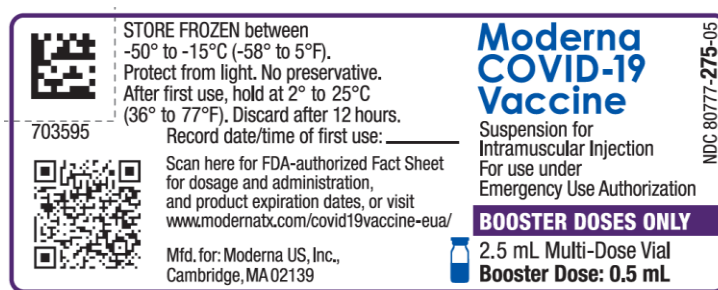 STORE FROZEN between
-50° to -15°C (-58° to 5°F).
Protect from light. No preservative.
After first use, hold at 2° to 25°C
(36° to 77°F). Discard after 12 hours.
Record date/time of first use:
703595
Scan here for FDA-authorized Fact Sheet
for dosage and administration,
and product expiration dates, or visit
www.modernatx.com/covid19vaccine-eua/
Mfd. for: Moderna US, Inc.,
Cambridge, MA 02139
Moderna
COVID-19
Vaccine
Suspension for
Intramuscular Injection
For use under
Emergency Use Authorization
BOOSTER DOSES ONLY
2.5 mL Multi-Dose Vial
Booster Dose: 0.5 mL
NDC 80777-275-05